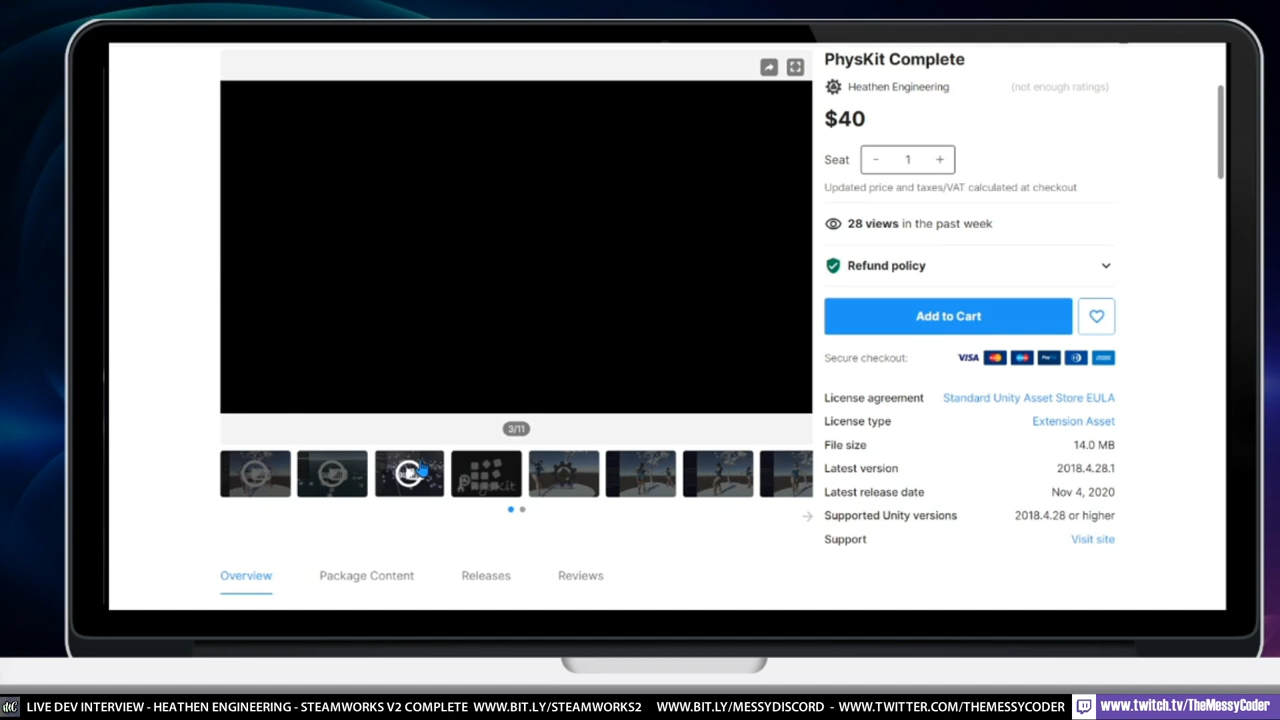 PhysKit Complete
Heathen Engineering (not enough ratings)
$40
Seat - 1 +
Updated price and taxes/VAT calculated at checkout
28 views in the past week
Refund policy
Add to Cart
Secure checkout: VISA
License agreement Standard Unity Asset Store EULA
License type Extension Asset
File size 14.0 MB
Latest version 2018.4.28.1
Latest release date Nov 4, 2020
Supported Unity versions 2018.4.28 or higher
Support Visit site
3/11
Overview Package Content Releases Reviews
LIVE DEV INTERVIEW - HEATHEN ENGINEERING - STEAMWORKS V2 COMPLETE WWW.BIT.LY/STEAMWORKS2 WWW.BIT.LY/MESSYDISCORD - WWW.TWITTER.COM/THEMESSYCODER www.twitch.tv/TheMessyCoder